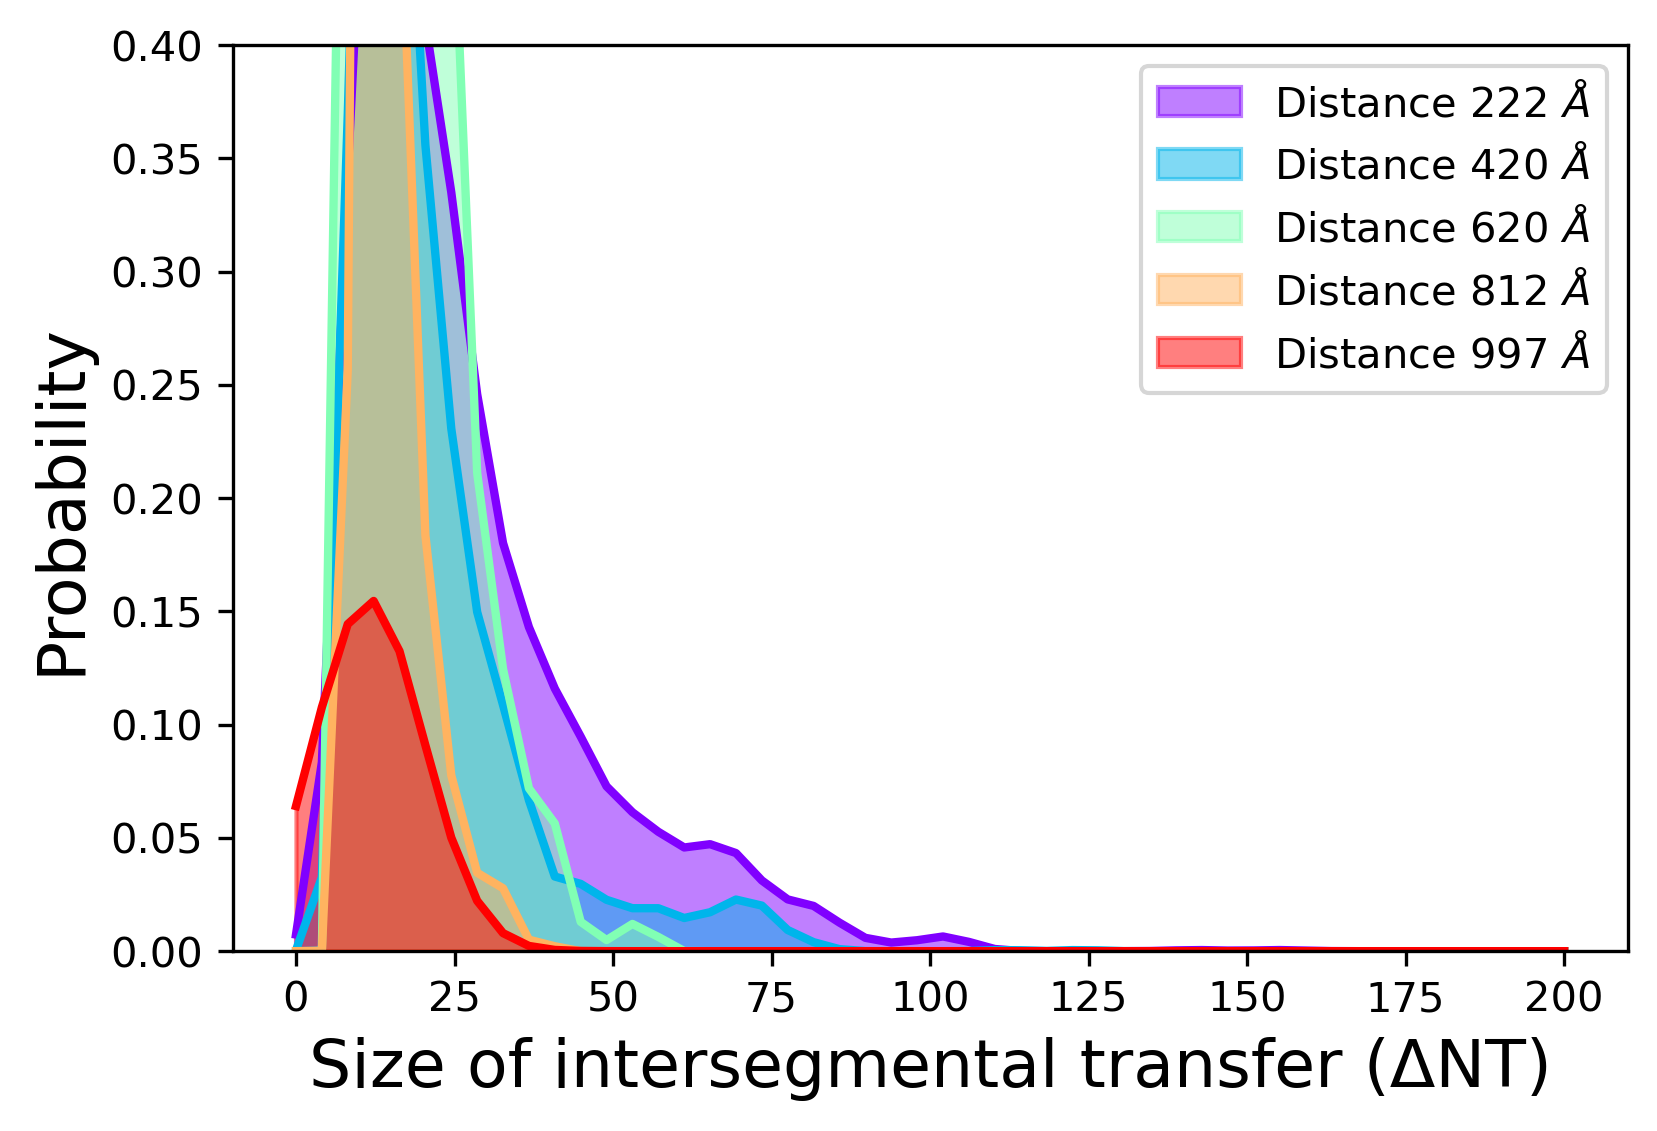 0.40
0.35
0.30
0.25
0.20
0.15
0.10
0.05
0.00
Probability
Distance 222 Å
Distance 420 Å
Distance 620 Å
Distance 812 Å
Distance 997 Å
0 25 50 75 100 125 150 175 200
Size of intersegmental transfer (ΔNT)